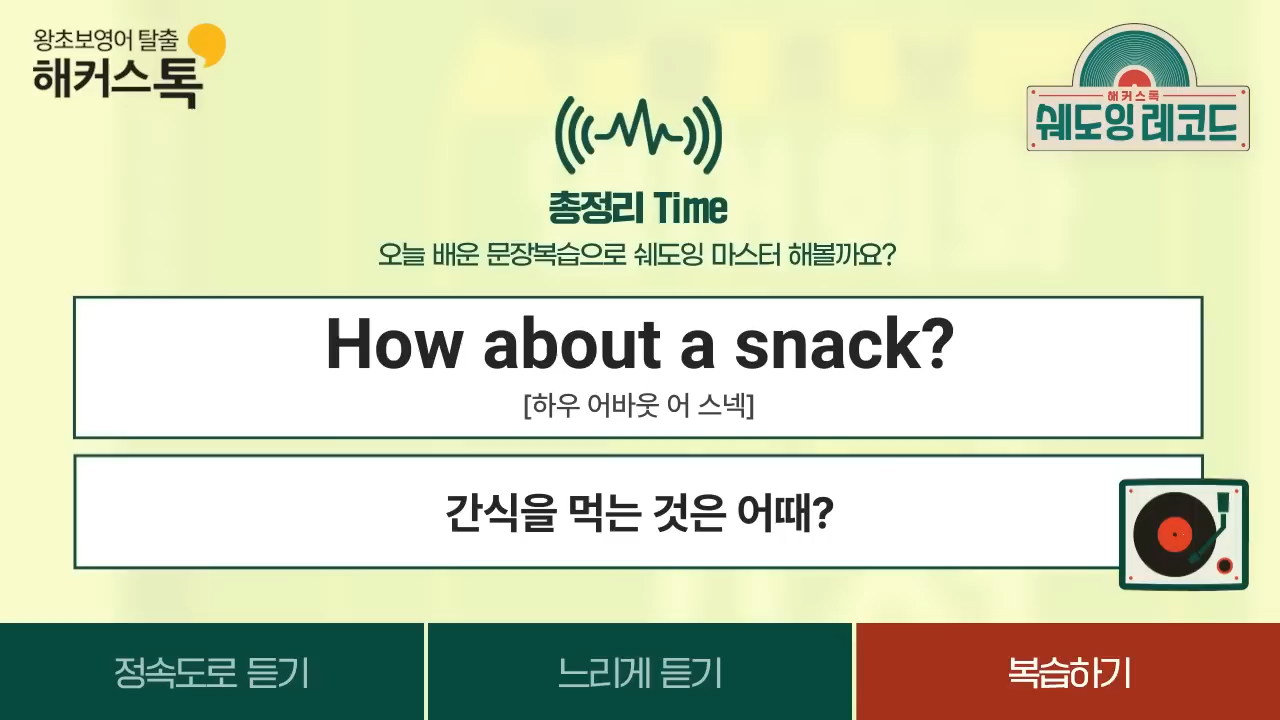 왕초보영어 탈출
해커스톡
해커스톡
쉐도잉 레코드
총정리 Time
오늘 배운 문장복습으로 쉐도잉 마스터 해볼까요?
How about a snack?
[하우 어바웃 어 스넥]
간식을 먹는 것은 어때?
정속도로 듣기
느리게 듣기
복습하기